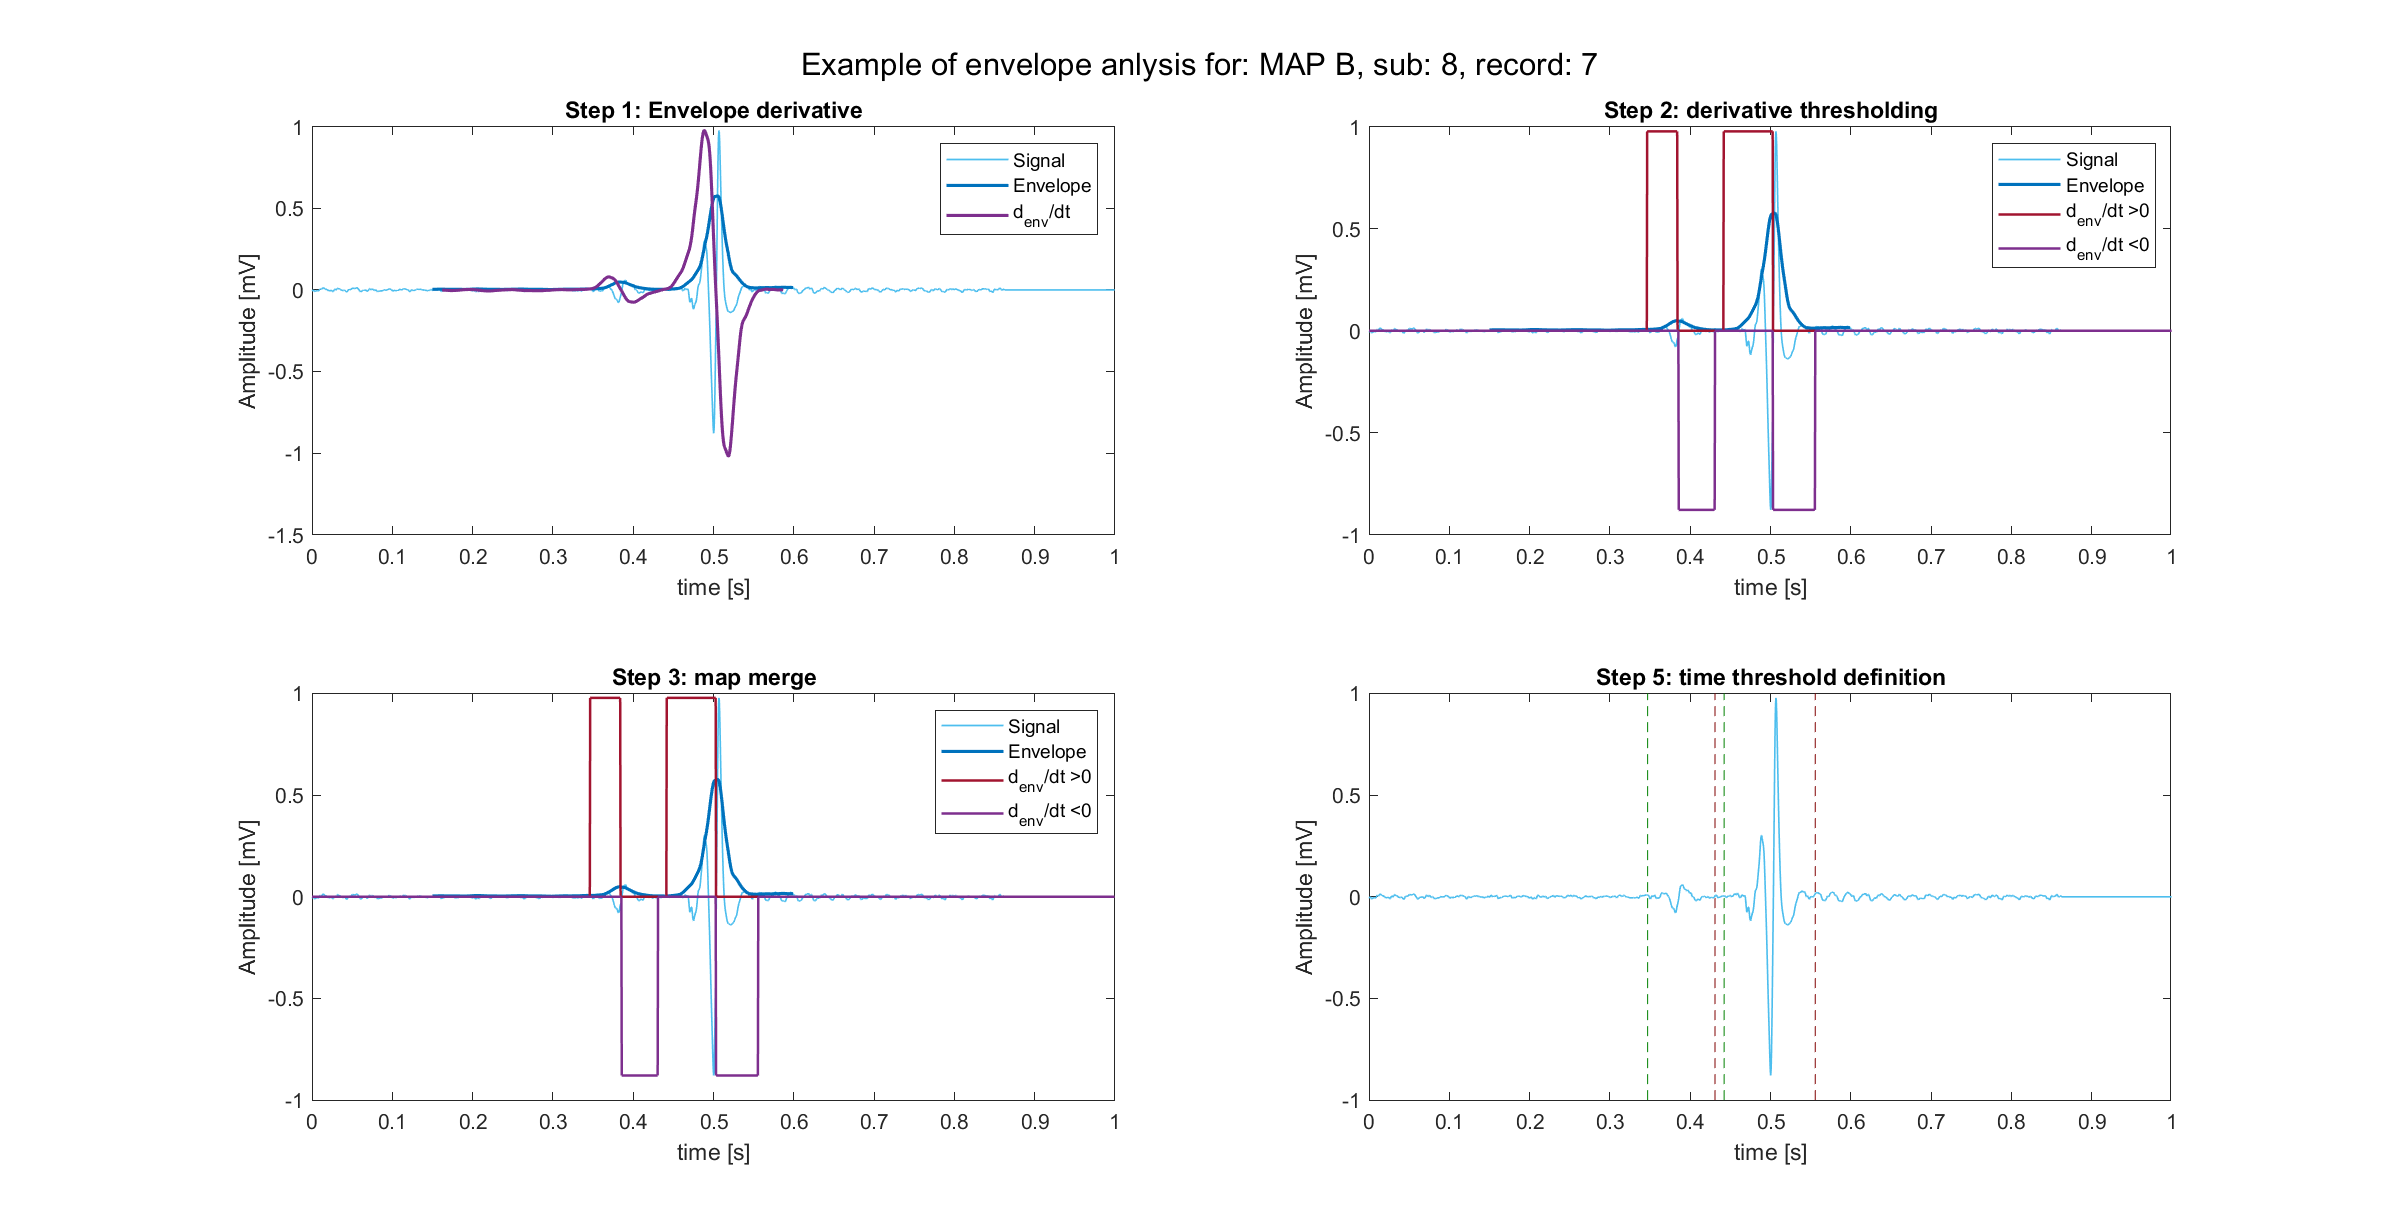 Example of envelope anlysis for: MAP B, sub: 8, record: 7
Step 1: Envelope derivative
Amplitude [mV]
1
0.5
0
-0.5
-1
-1.5
0 0.1 0.2 0.3 0.4 0.5 0.6 0.7 0.8 0.9 1
time [s]
Signal
Envelope
d_env/dt
Step 2: derivative thresholding
Amplitude [mV]
1
0.5
0
-0.5
-1
0 0.1 0.2 0.3 0.4 0.5 0.6 0.7 0.8 0.9 1
time [s]
Signal
Envelope
d_env/dt >0
d_env/dt <0
Step 3: map merge
Amplitude [mV]
1
0.5
0
-0.5
-1
0 0.1 0.2 0.3 0.4 0.5 0.6 0.7 0.8 0.9 1
time [s]
Signal
Envelope
d_env/dt >0
d_env/dt <0
Step 5: time threshold definition
Amplitude [mV]
1
0.5
0
-0.5
-1
0 0.1 0.2 0.3 0.4 0.5 0.6 0.7 0.8 0.9 1
time [s]